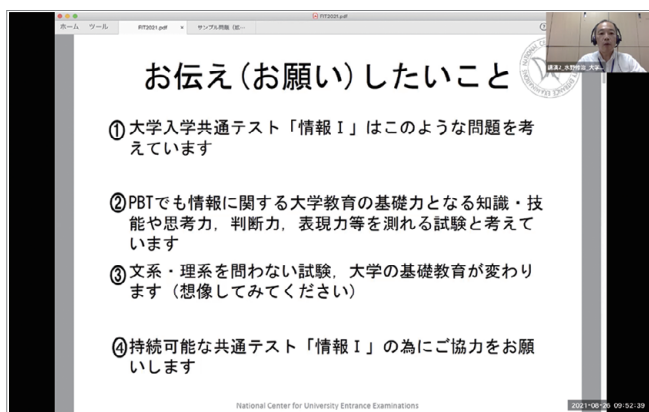 FIT2021.pdf
ホーム ツール FIT2021.pdf × サンプル問題（拡…
お伝え(お願い)したいこと
①大学入学共通テスト「情報Ⅰ」はこのような問題を考
えています
②PBTでも情報に関する大学教育の基礎力となる知識・技
能や思考力，判断力，表現力等を測れる試験と考えて
います
③文系・理系を問わない試験，大学の基礎教育が変わり
ます（想像してみてください）
④持続可能な共通テスト「情報Ⅰ」の為にご協力をお願
いします
National Center for University Entrance Examinations
2021-08-26 09:52:39